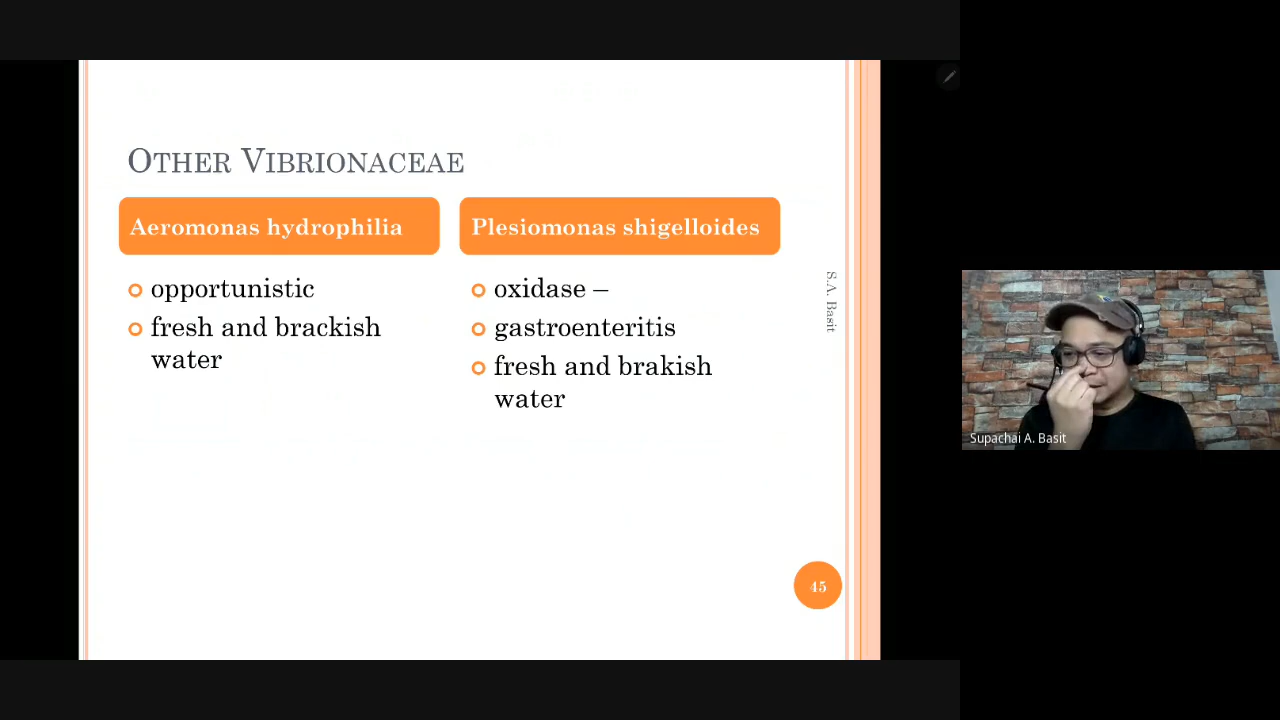 OTHER VIBRIONACEAE
Aeromonas hydrophilia
opportunistic
fresh and brackish
water
Plesiomonas shigelloides
oxidase –
gastroenteritis
fresh and brakish
water
S.A. Basit
45
Supachai A. Basit